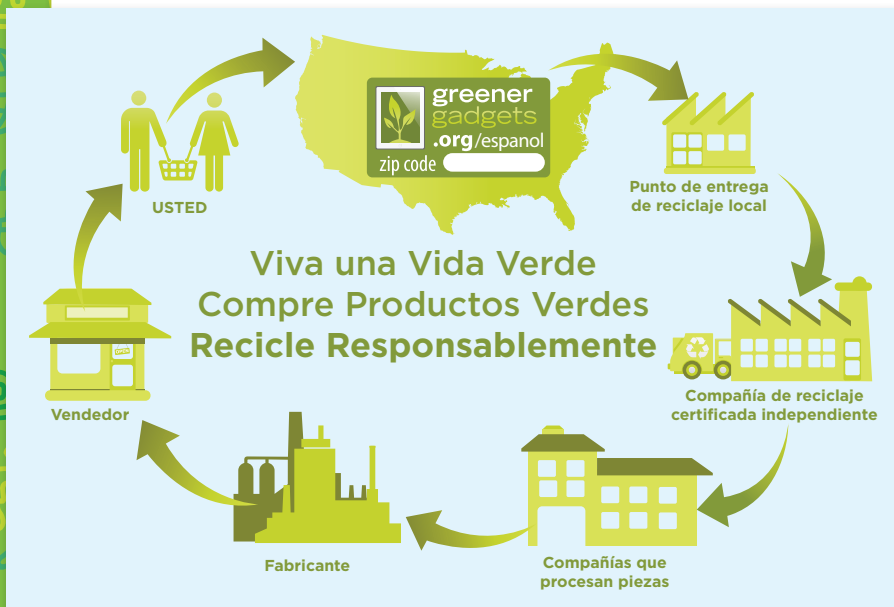 greener
gadgets
.org/espanol
zip code
USTED
Punto de entrega
de reciclaje local
Viva una Vida Verde
Compre Productos Verdes
Recicle Responsablemente
OPEN
Vendedor
Compañía de reciclaje
certificada independiente
Fabricante
Compañías que
procesan piezas